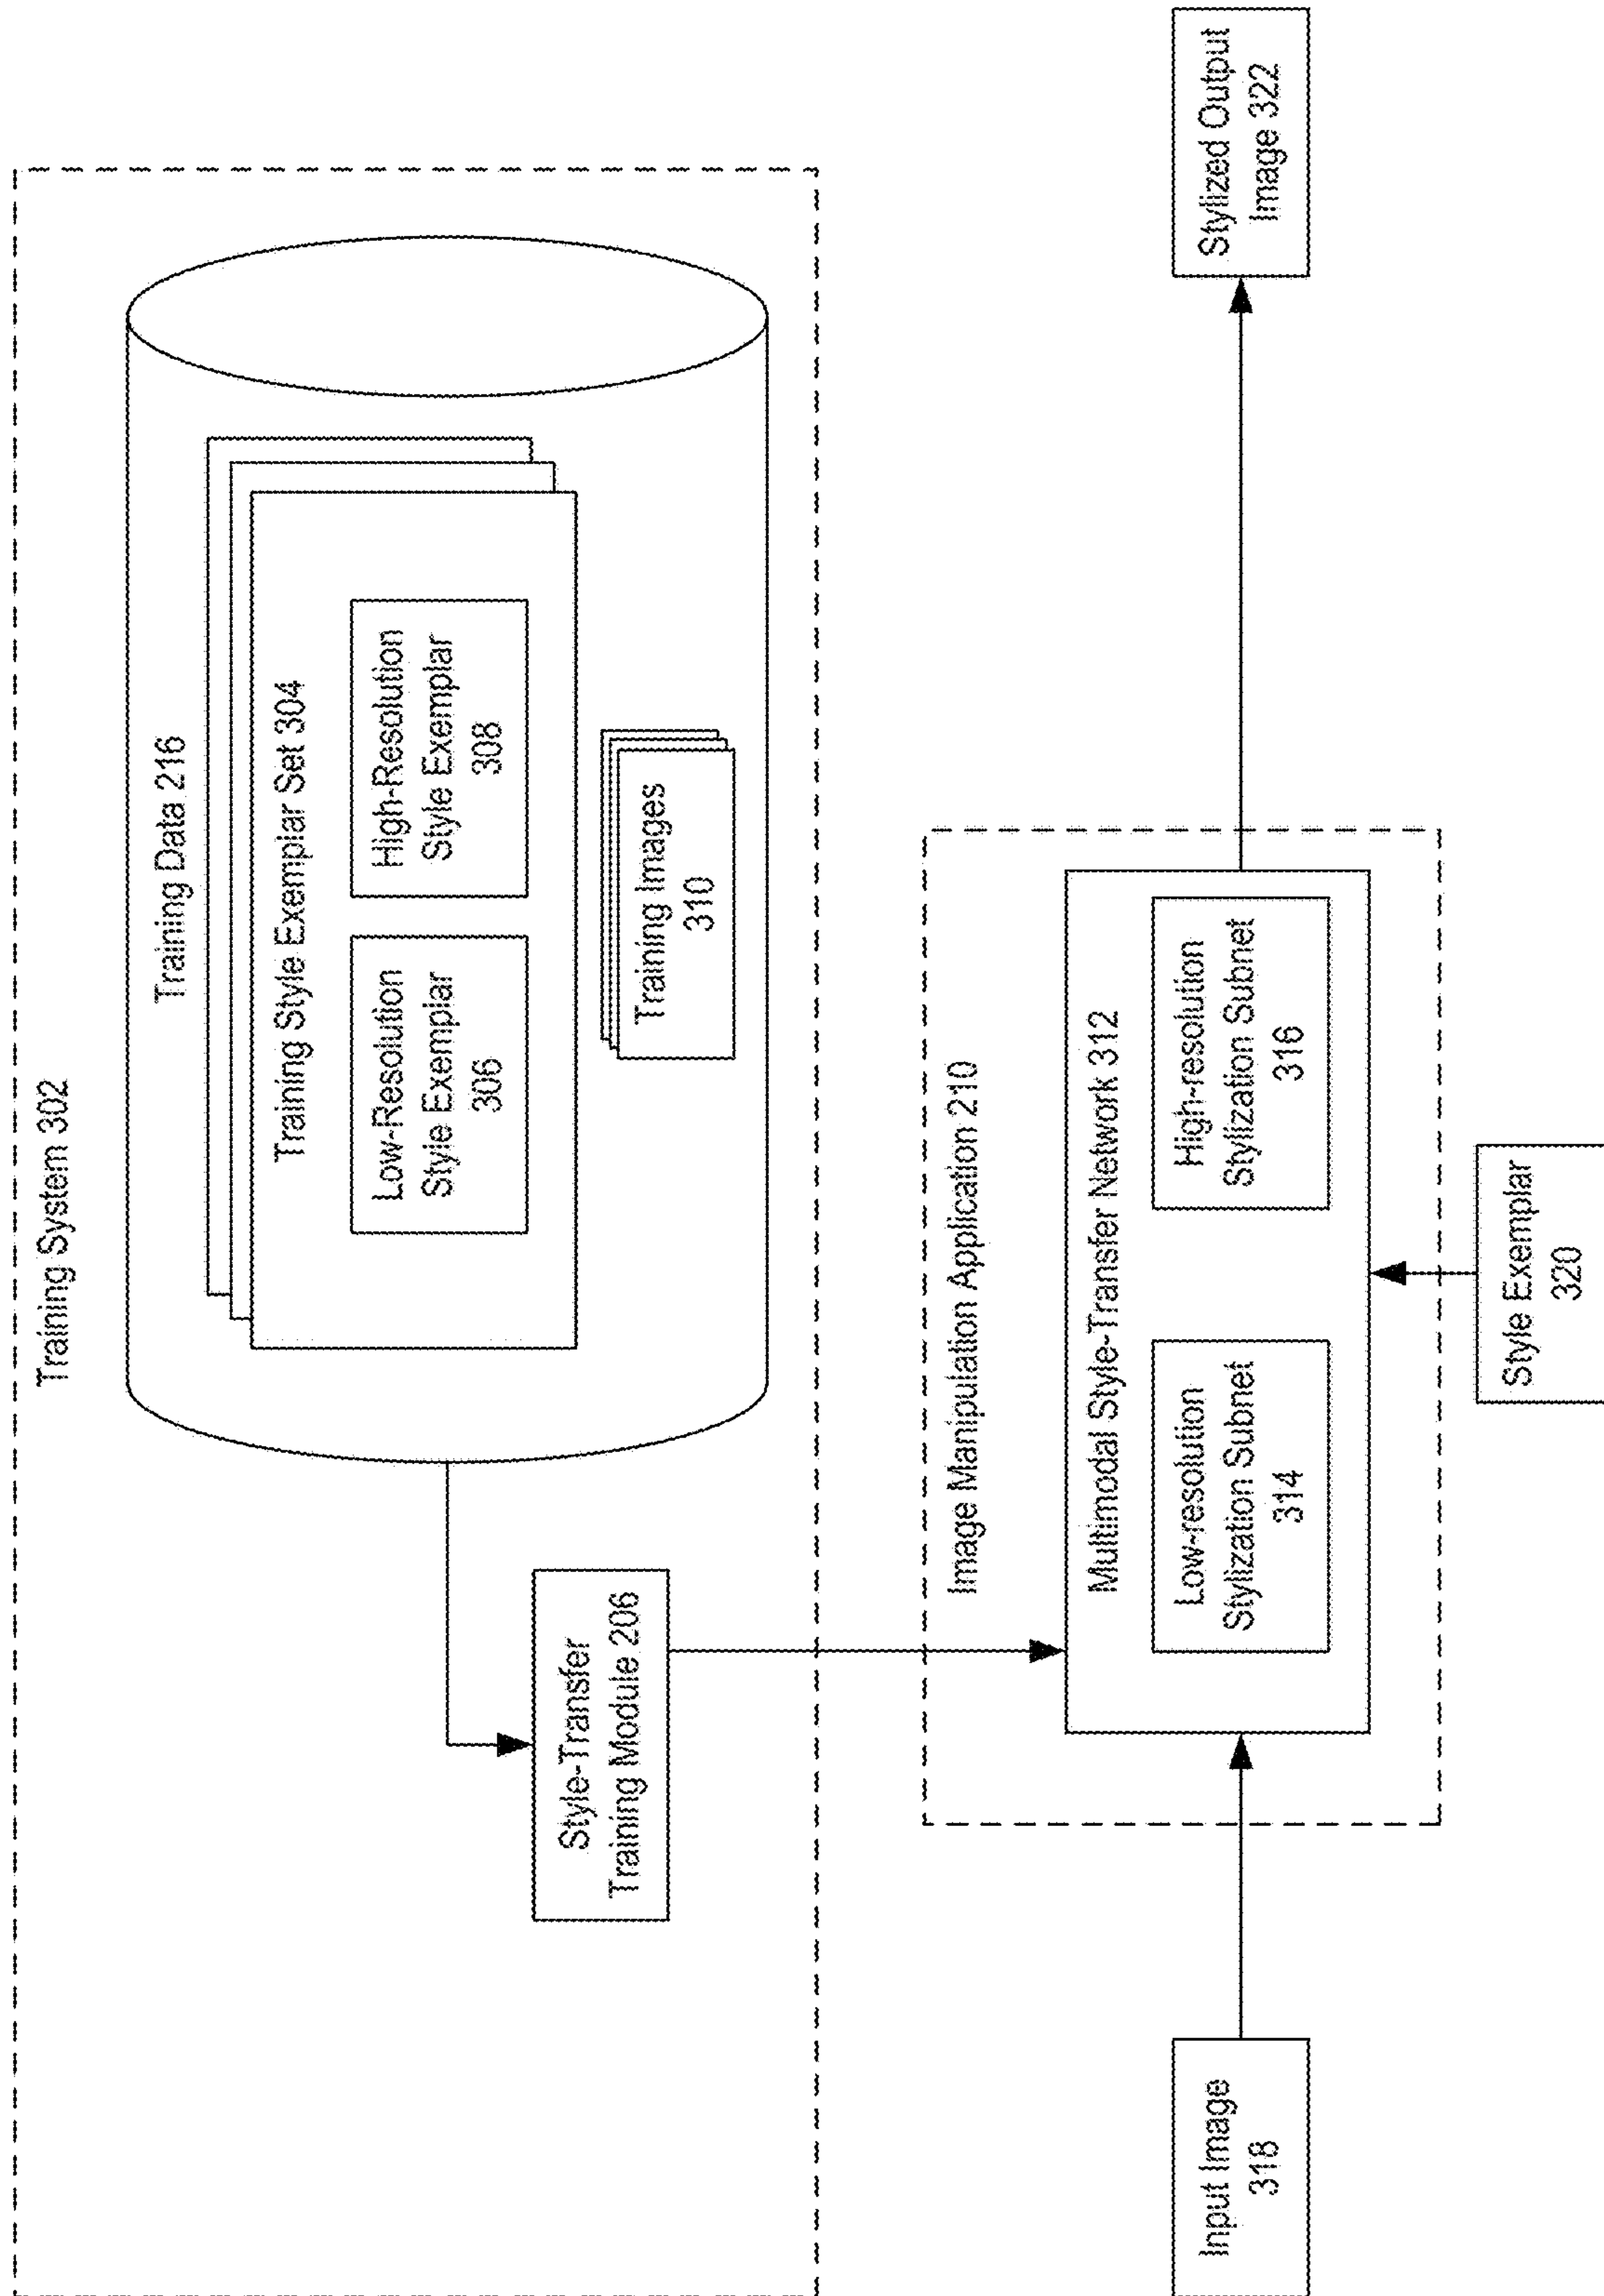 Training System 302
Training Data 216
Training Style Exemplar Set 304
Low-Resolution
Style Exemplar
306
High-Resolution
Style Exemplar
308
Training Images
310
Style-Transfer
Training Module 206
Image Manipulation Application 210
Multimodal Style-Transfer Network 312
Low-resolution
Stylization Subnet
314
High-resolution
Stylization Subnet
316
Input Image
318
Style Exemplar
320
Stylized Output
Image 322